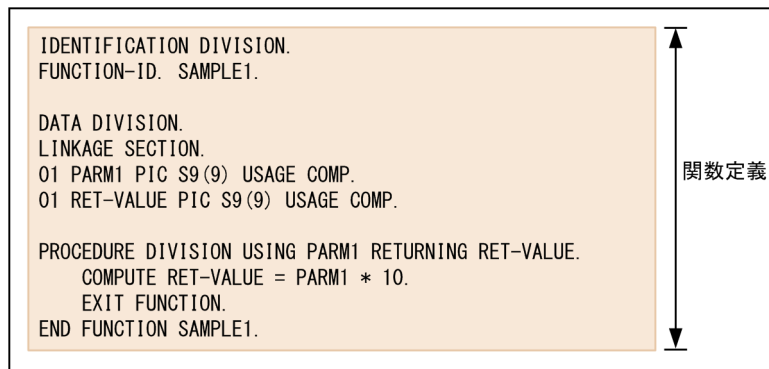 IDENTIFICATION DIVISION.
FUNCTION-ID. SAMPLE1.
DATA DIVISION.
LINKAGE SECTION.
01 PARM1 PIC S9(9) USAGE COMP.
01 RET-VALUE PIC S9(9) USAGE COMP.
PROCEDURE DIVISION USING PARM1 RETURNING RET-VALUE.
    COMPUTE RET-VALUE = PARM1 * 10.
    EXIT FUNCTION.
END FUNCTION SAMPLE1.
関数定義